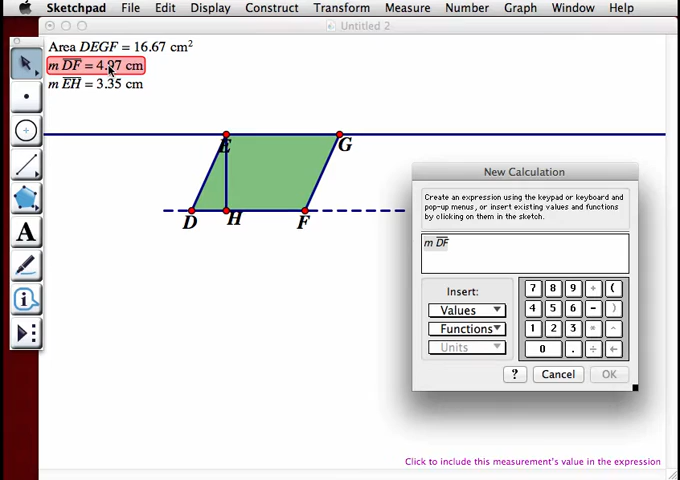 Sketchpad File Edit Display Construct Transform Measure Number Graph Window Help
Untitled 2
Area DEGF = 16.67 cm²
m DF = 4.97 cm
m EH = 3.35 cm
E
G
D
H
F
A
i
New Calculation
Create an expression using the keypad or keyboard and
pop-up menus, or insert existing values and functions
by clicking on them in the sketch.
m DF
Insert:
Values
Functions
Units
7 8 9 + (
4 5 6 - )
1 2 3 * ^
0 . ÷ ←
? Cancel OK
Click to include this measurement's value in the expression